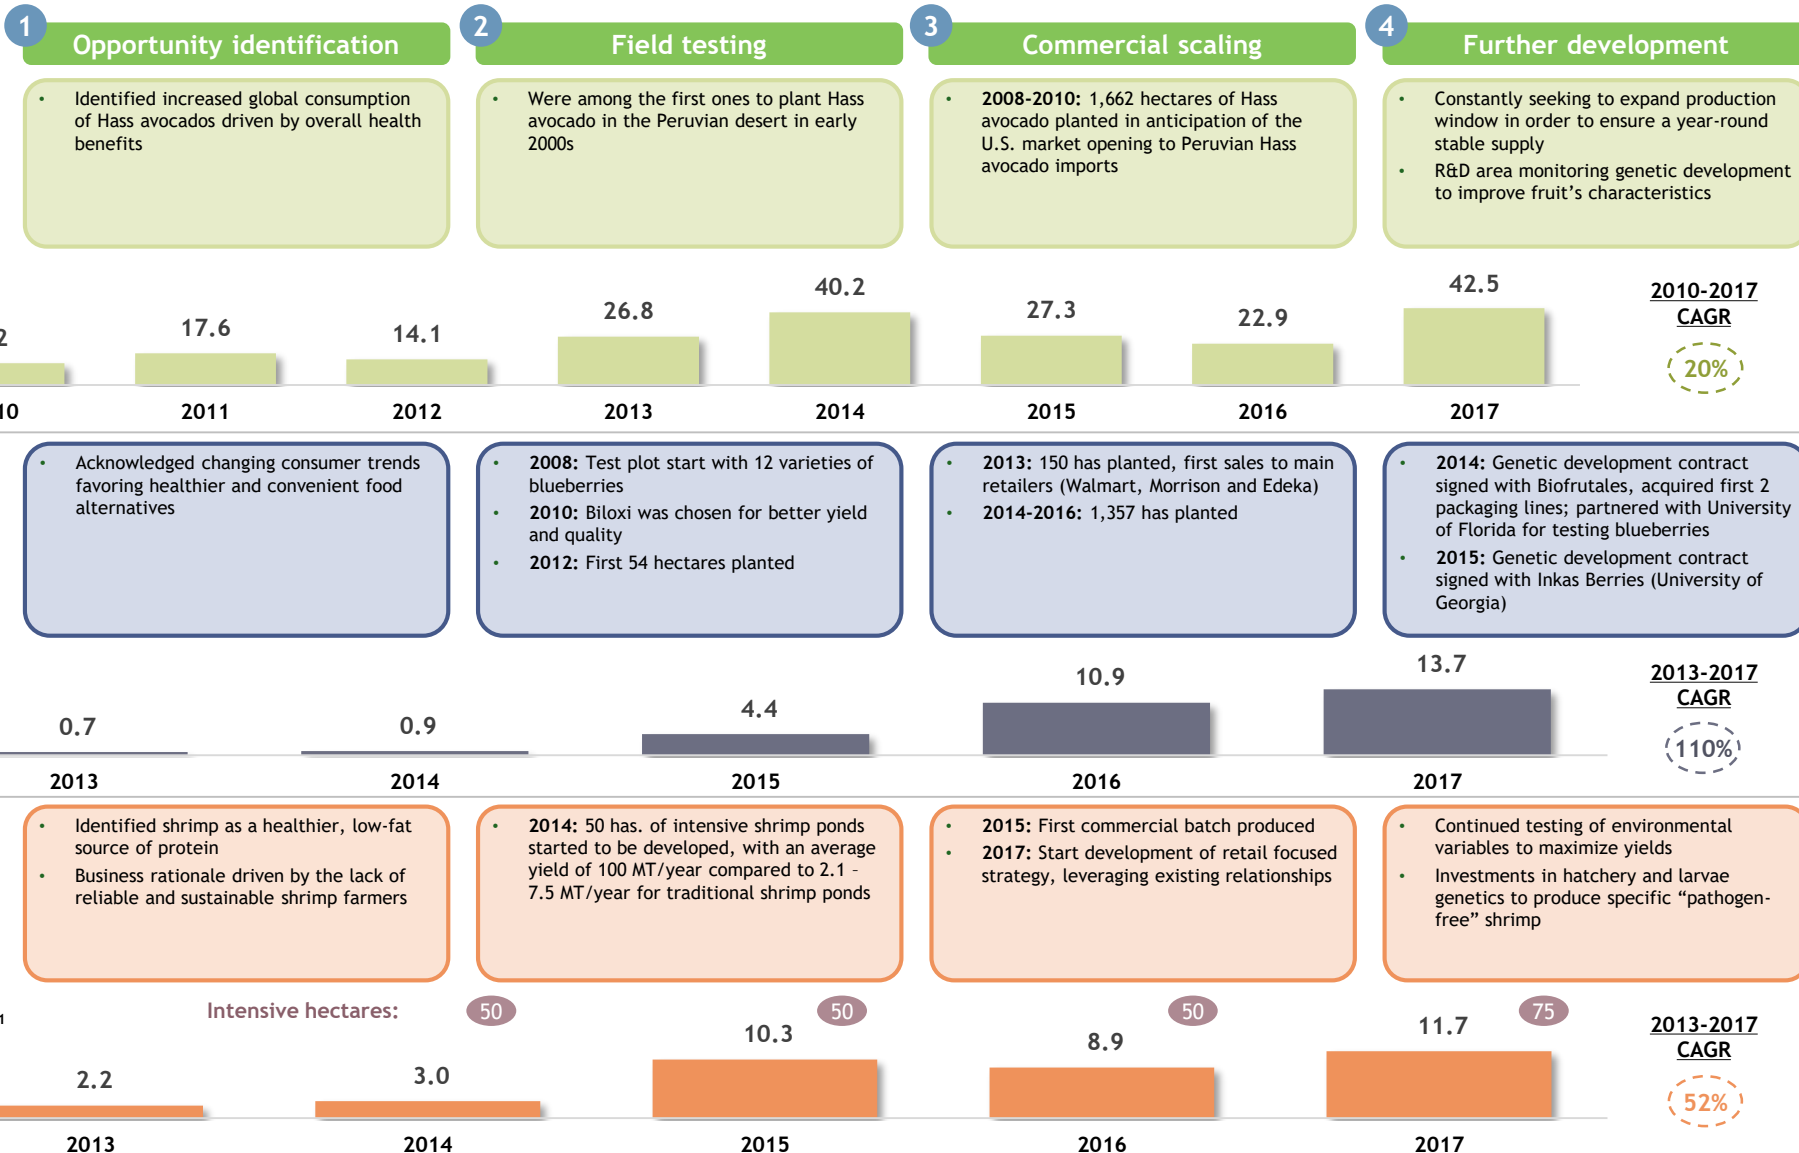 1
Opportunity identification
2
Field testing
3
Commercial scaling
4
Further development
• Identified increased global consumption
of Hass avocados driven by overall health
benefits
• Were among the first ones to plant Hass
avocado in the Peruvian desert in early
2000s
• 2008-2010: 1,662 hectares of Hass
avocado planted in anticipation of the
U.S. market opening to Peruvian Hass
avocado imports
• Constantly seeking to expand production
window in order to ensure a year-round
stable supply
• R&D area monitoring genetic development
to improve fruit's characteristics
2
17.6
14.1
26.8
40.2
27.3
22.9
42.5
2010-2017
CAGR
20%
10
2011
2012
2013
2014
2015
2016
2017
• Acknowledged changing consumer trends
favoring healthier and convenient food
alternatives
• 2008: Test plot start with 12 varieties of
blueberries
• 2010: Biloxi was chosen for better yield
and quality
• 2012: First 54 hectares planted
• 2013: 150 has planted, first sales to main
retailers (Walmart, Morrison and Edeka)
• 2014-2016: 1,357 has planted
• 2014: Genetic development contract
signed with Biofrutales, acquired first 2
packaging lines; partnered with University
of Florida for testing blueberries
• 2015: Genetic development contract
signed with Inkas Berries (University of
Georgia)
0.7
0.9
4.4
10.9
13.7
2013-2017
CAGR
110%
2013
2014
2015
2016
2017
• Identified shrimp as a healthier, low-fat
source of protein
• Business rationale driven by the lack of
reliable and sustainable shrimp farmers
• 2014: 50 has. of intensive shrimp ponds
started to be developed, with an average
yield of 100 MT/year compared to 2.1 –
7.5 MT/year for traditional shrimp ponds
• 2015: First commercial batch produced
• 2017: Start development of retail focused
strategy, leveraging existing relationships
• Continued testing of environmental
variables to maximize yields
• Investments in hatchery and larvae
genetics to produce specific “pathogen-
free” shrimp
1
Intensive hectares:
50
50
50
75
2.2
3.0
10.3
8.9
11.7
2013-2017
CAGR
52%
2013
2014
2015
2016
2017